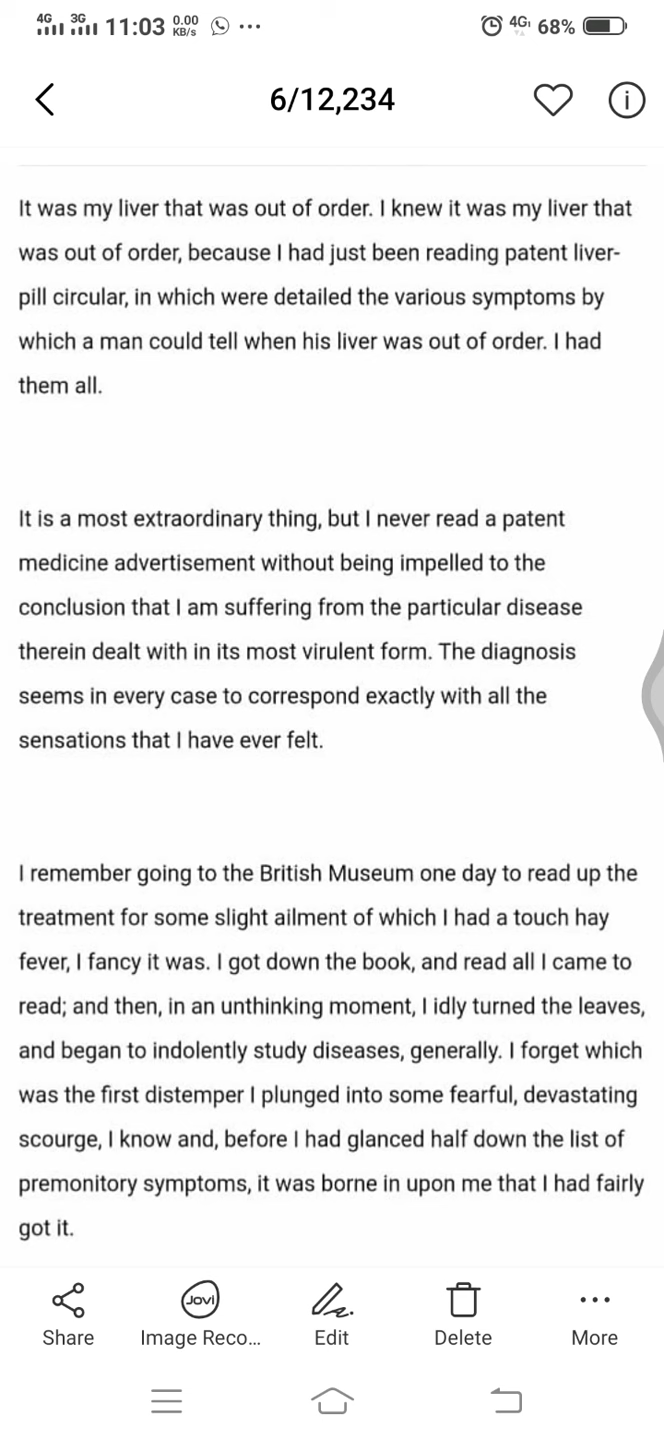 4G 3G 11:03 0.00 KB/s ... 4G 68%
6/12,234
It was my liver that was out of order. I knew it was my liver that
was out of order, because I had just been reading patent liver-
pill circular, in which were detailed the various symptoms by
which a man could tell when his liver was out of order. I had
them all.
It is a most extraordinary thing, but I never read a patent
medicine advertisement without being impelled to the
conclusion that I am suffering from the particular disease
therein dealt with in its most virulent form. The diagnosis
seems in every case to correspond exactly with all the
sensations that I have ever felt.
I remember going to the British Museum one day to read up the
treatment for some slight ailment of which I had a touch hay
fever, I fancy it was. I got down the book, and read all I came to
read; and then, in an unthinking moment, I idly turned the leaves,
and began to indolently study diseases, generally. I forget which
was the first distemper I plunged into some fearful, devastating
scourge, I know and, before I had glanced half down the list of
premonitory symptoms, it was borne in upon me that I had fairly
got it.
Jovi
Share Image Reco... Edit Delete More